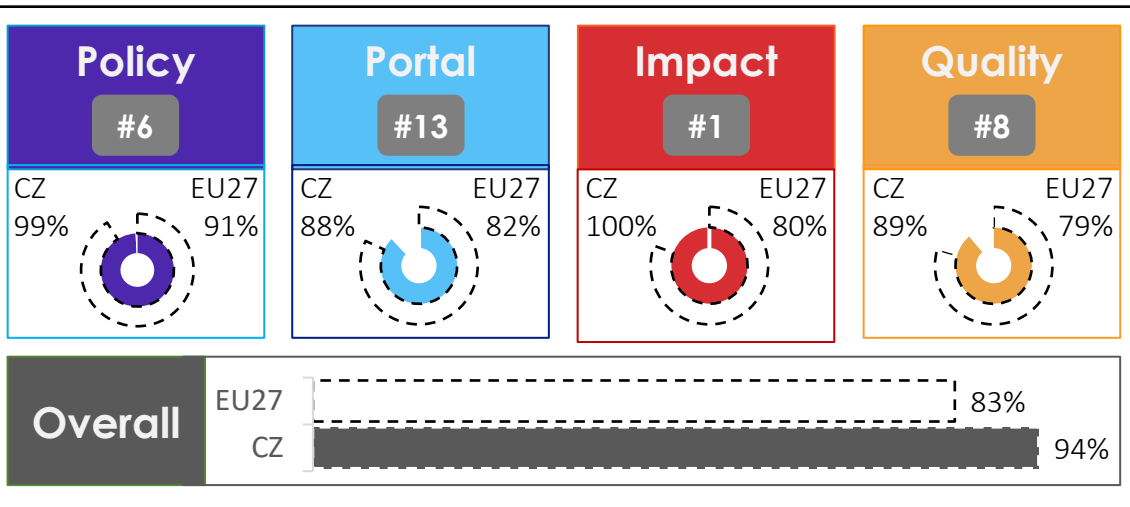 Policy
#6
CZ EU27
99% 91%
Portal
#13
CZ EU27
88% 82%
Impact
#1
CZ EU27
100% 80%
Quality
#8
CZ EU27
89% 79%
Overall
EU27 83%
CZ 94%